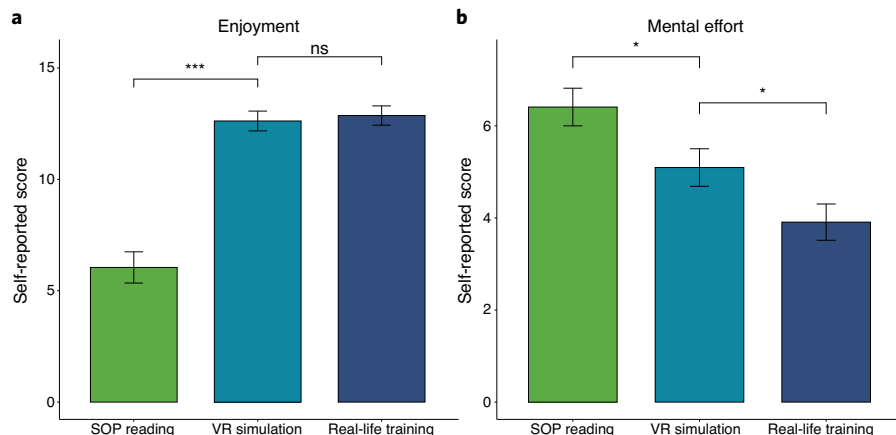 a
Enjoyment
Self-reported score
15
10
5
0
***
ns
SOP reading
VR simulation
Real-life training
b
Mental effort
Self-reported score
6
4
2
0
*
*
SOP reading
VR simulation
Real-life training